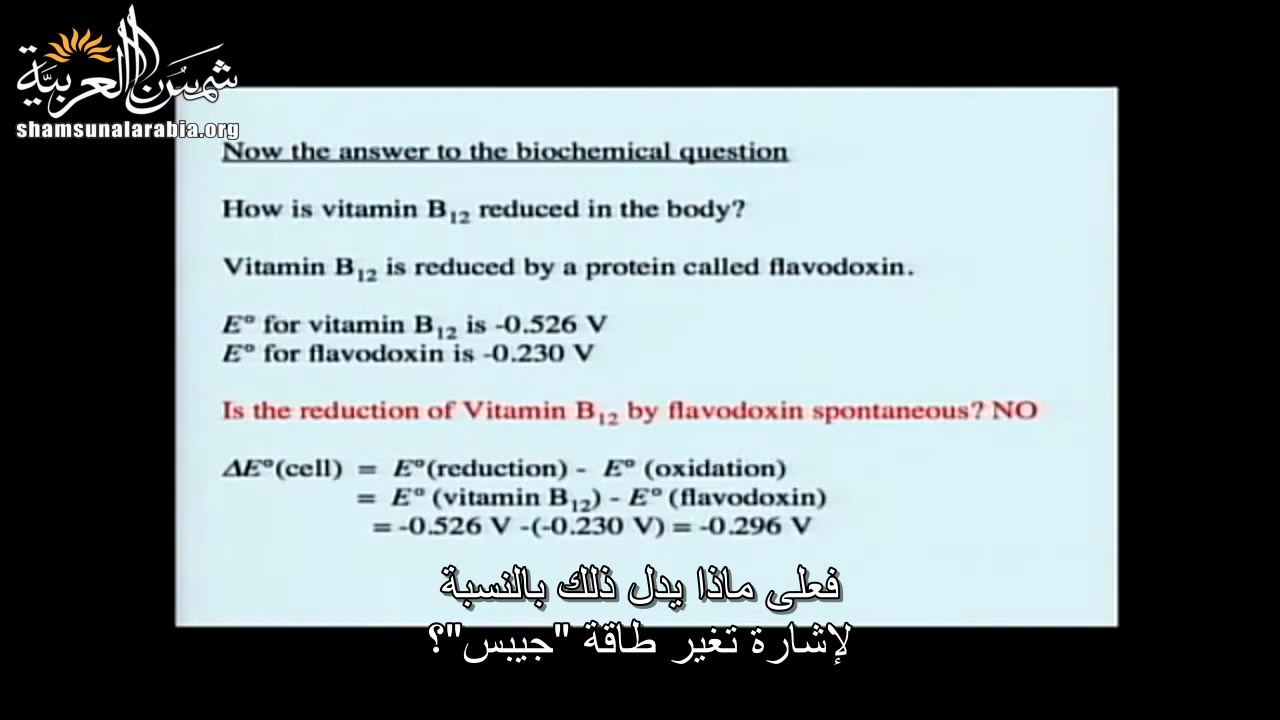 شمس العربية
shamsunalarabia.org
Now the answer to the biochemical question
How is vitamin B₁₂ reduced in the body?
Vitamin B₁₂ is reduced by a protein called flavodoxin.
E° for vitamin B₁₂ is -0.526 V
E° for flavodoxin is -0.230 V
Is the reduction of Vitamin B₁₂ by flavodoxin spontaneous? NO
ΔE°(cell) = E°(reduction) - E° (oxidation)
= E° (vitamin B₁₂) - E° (flavodoxin)
= -0.526 V -(-0.230 V) = -0.296 V
فعلى ماذا يدل ذلك بالنسبة
لإشارة تغير طاقة "جيبس"؟